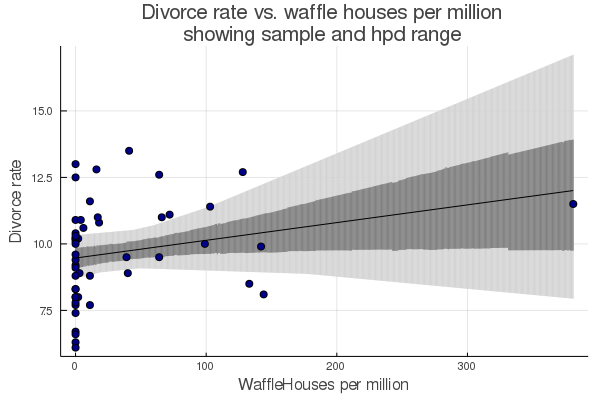 Divorce rate vs. waffle houses per million
showing sample and hpd range
Divorce rate
15.0
12.5
10.0
7.5
0 100 200 300
WaffleHouses per million